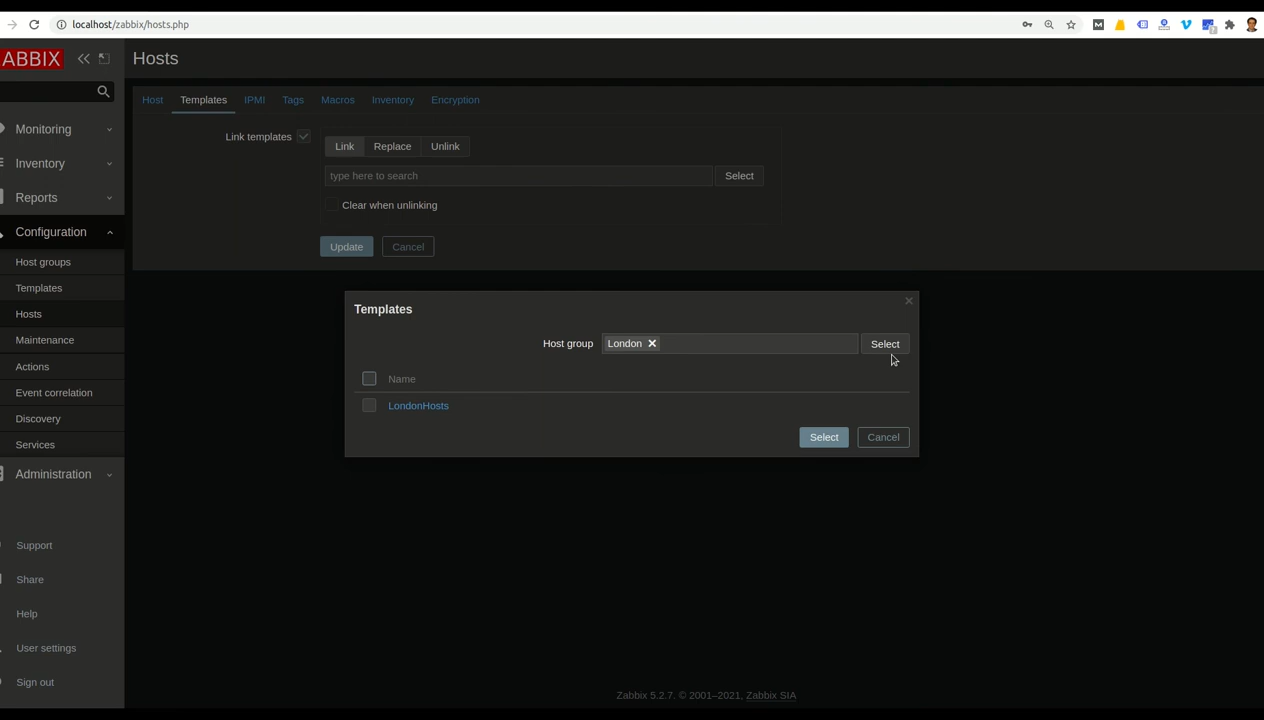 localhost/zabbix/hosts.php
ABBIX
Hosts
Host Templates IPMI Tags Macros Inventory Encryption
Link templates
Link Replace Unlink
type here to search Select
Clear when unlinking
Update Cancel
Monitoring
Inventory
Reports
Configuration
Host groups
Templates
Hosts
Maintenance
Actions
Event correlation
Discovery
Services
Administration
Support
Share
Help
User settings
Sign out
Templates
Host group London Select
Name
LondonHosts
Select Cancel
Zabbix 5.2.7. © 2001–2021, Zabbix SIA